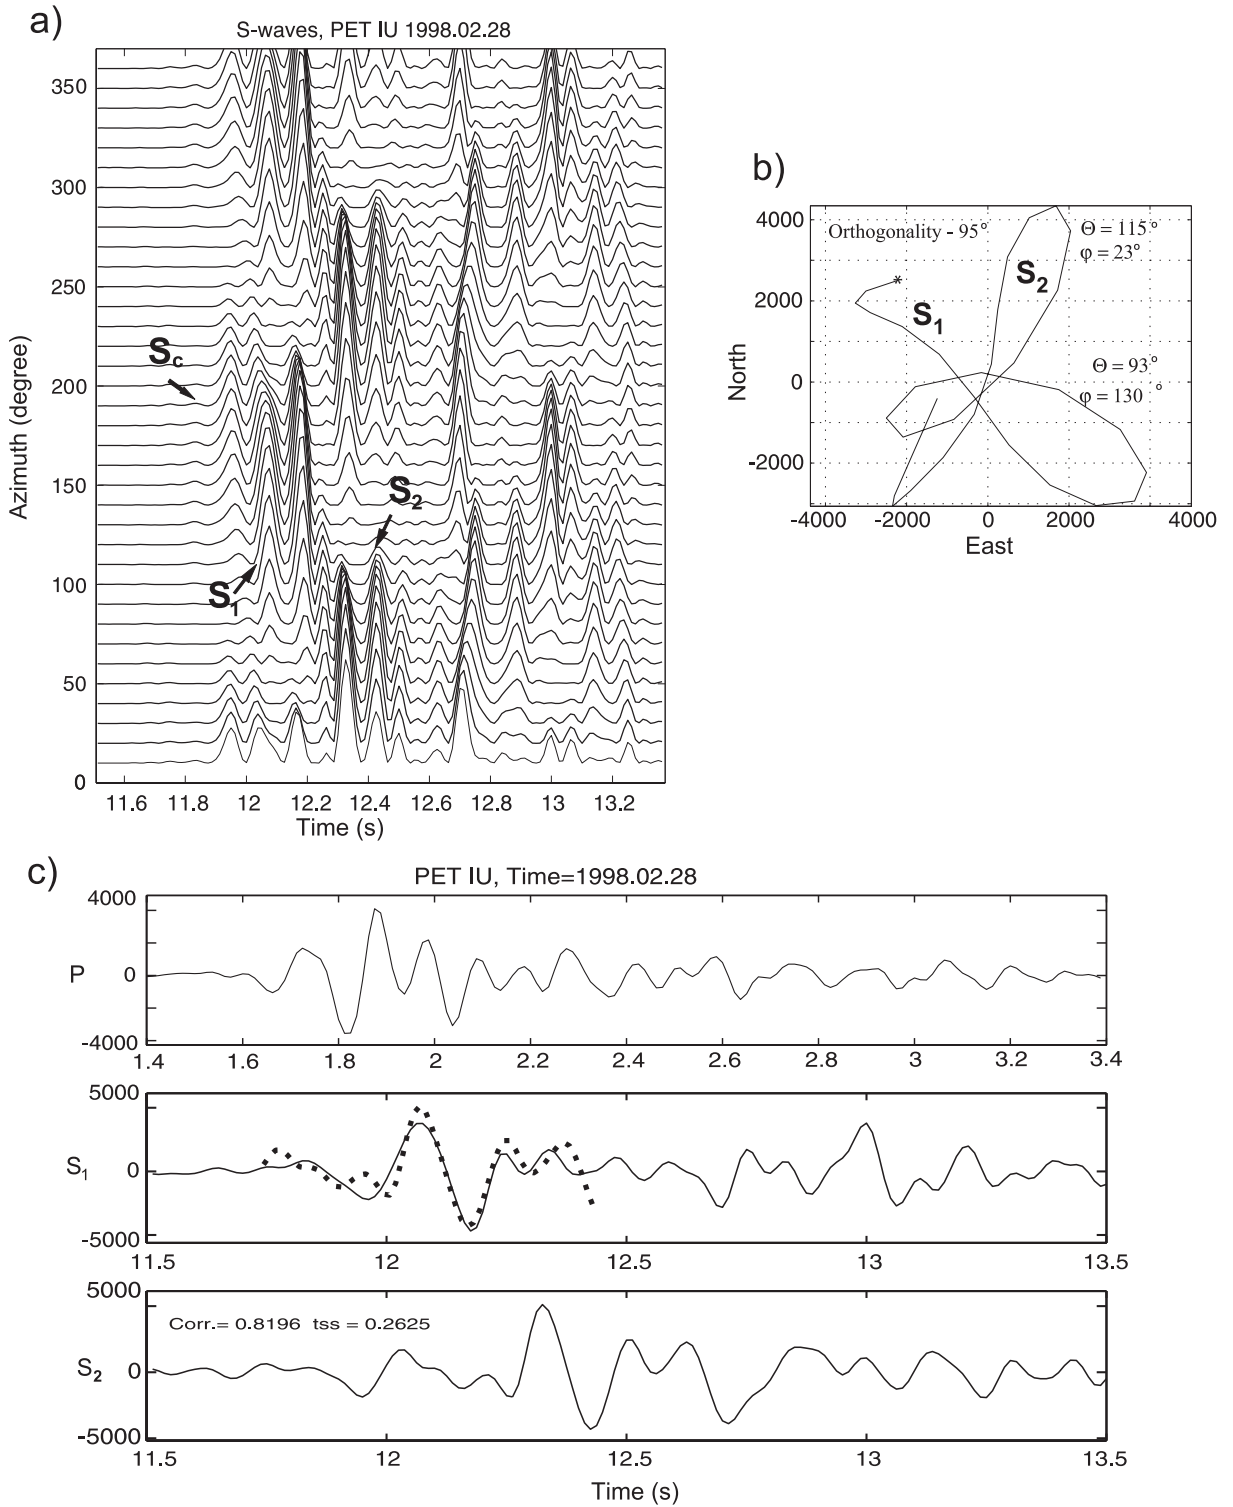 a)
S-waves, PET IU 1998.02.28
350
300
250
200
150
100
50
0
Azimuth (degree)
Sc
S2
S1
11.6 11.8 12 12.2 12.4 12.6 12.8 13 13.2
Time (s)
b)
4000
2000
0
-2000
North
Orthogonality - 95°
Θ = 115°
φ = 23°
S2
S1
Θ = 93°
φ = 130 °
-4000 -2000 0 2000 4000
East
c)
PET IU, Time=1998.02.28
4000
P 0
-4000
1.4 1.6 1.8 2 2.2 2.4 2.6 2.8 3 3.2 3.4
5000
S1 0
-5000
11.5 12 12.5 13 13.5
5000
Corr.= 0.8196 tss = 0.2625
S2 0
-5000
11.5 12 12.5 13 13.5
Time (s)